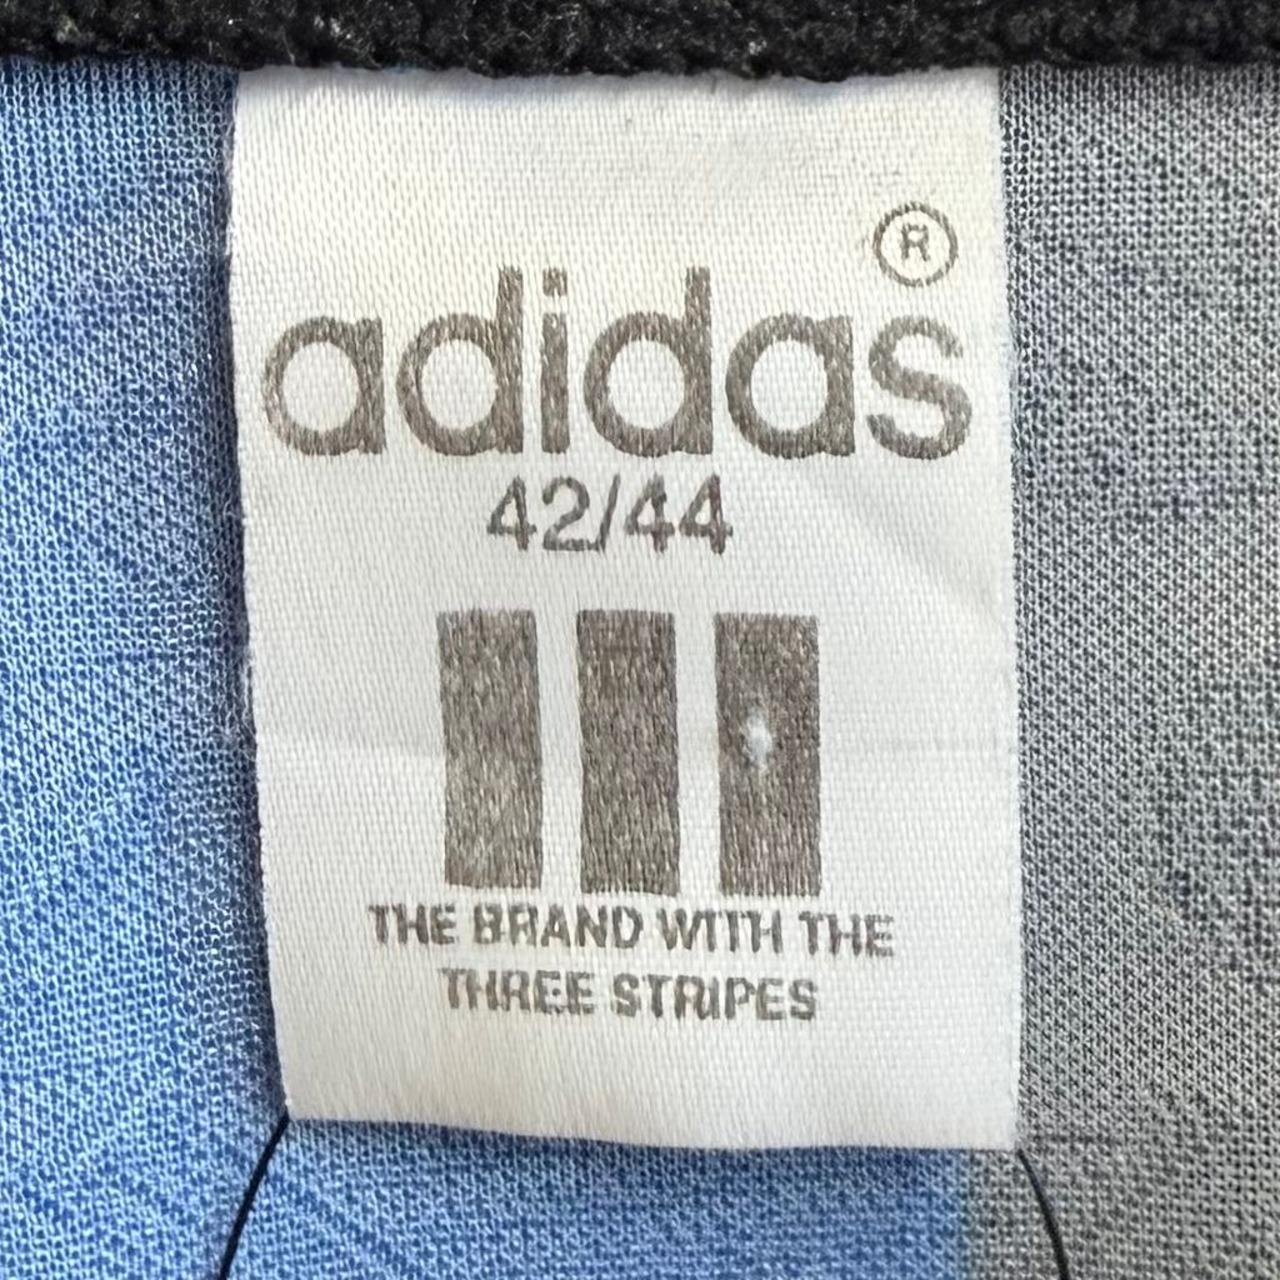 ®
adidas
42/44
THE BRAND WITH THE
THREE STRIPES